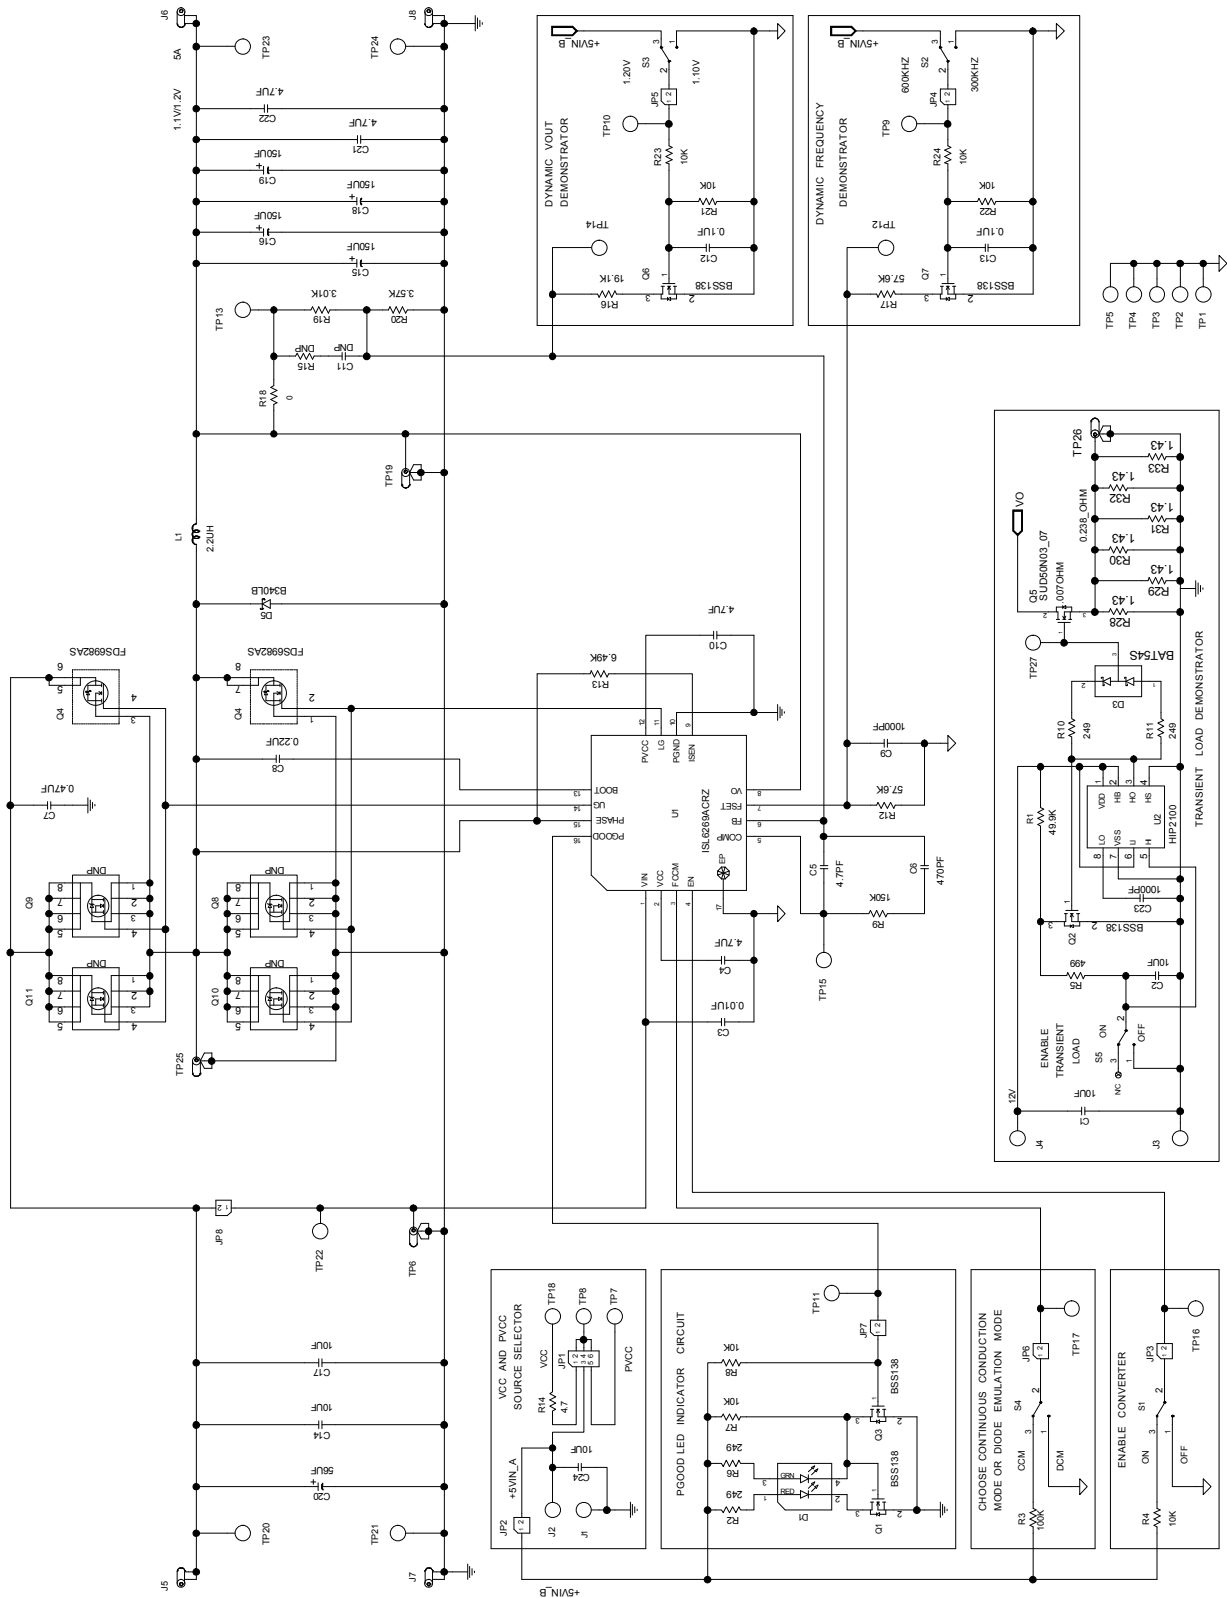 J5
TP20
TP21
J7
C20
56UF
C14
10UF
C17
10UF
JP8
TP22
TP6
TP25
Q11
DNP
Q9
DNP
Q10
DNP
Q8
DNP
C7
0.47UF
C8
0.22UF
Q4
FDS6982AS
Q4
FDS6982AS
D5
B340LB
L1
2.2UH
TP19
R18
0
R15
DNP
C11
DNP
TP13
R19
3.01K
R20
3.57K
C15
150UF
C16
150UF
C18
150UF
C19
150UF
C21
4.7UF
C22
4.7UF
1.1V/1.2V
5A
TP23
TP24
J6
J8
VCC AND PVCC
SOURCE SELECTOR
+5VIN_A
+5VIN_B
JP2
J2
J1
C24
10UF
R14
4.7
VCC
JP1
PVCC
TP18
TP8
TP7
PGOOD LED INDICATOR CIRCUIT
R2
249
R6
249
R7
10K
R8
10K
D1
RED
GRN
Q1
BSS138
Q3
BSS138
JP7
TP11
CHOOSE CONTINUOUS CONDUCTION
MODE OR DIODE EMULATION MODE
R3
100K
CCM
DCM
S4
JP6
TP17
ENABLE CONVERTER
R4
10K
ON
OFF
S1
JP3
TP16
C3
0.01UF
C4
4.7UF
U1
ISL6269ACRZ
VIN
VCC
FCCM
EN
COMP
FB
FSET
VO
ISEN
PGND
LG
PVCC
BOOT
UG
PHASE
PGOOD
EP
R13
6.49K
C10
4.7UF
TP15
C5
4.7PF
R9
150K
C6
470PF
R12
57.6K
C9
1000PF
DYNAMIC VOUT
DEMONSTRATOR
TP14
R16
19.1K
Q6
BSS138
C12
0.1UF
R21
10K
R23
10K
TP10
JP5
S3
1.20V
1.10V
+5VIN_B
DYNAMIC FREQUENCY
DEMONSTRATOR
TP12
R17
57.6K
Q7
BSS138
C13
0.1UF
R22
10K
R24
10K
TP9
JP4
S2
600KHZ
300KHZ
+5VIN_B
TP5
TP4
TP3
TP2
TP1
TRANSIENT LOAD DEMONSTRATOR
J4
J3
12V
C1
10UF
ENABLE
TRANSIENT
LOAD
S5
ON
OFF
NC
R5
499
C2
10UF
Q2
BSS138
R1
49.9K
C23
1000PF
U2
HIP2100
LO
VSS
LI
HI
VDD
HB
HO
HS
R10
249
R11
249
D3
BAT54S
TP27
Q5
SUD50N03_07
.007OHM
VO
0.238_OHM
R28
1.43
R29
1.43
R30
1.43
R31
1.43
R32
1.43
R33
1.43
TP26